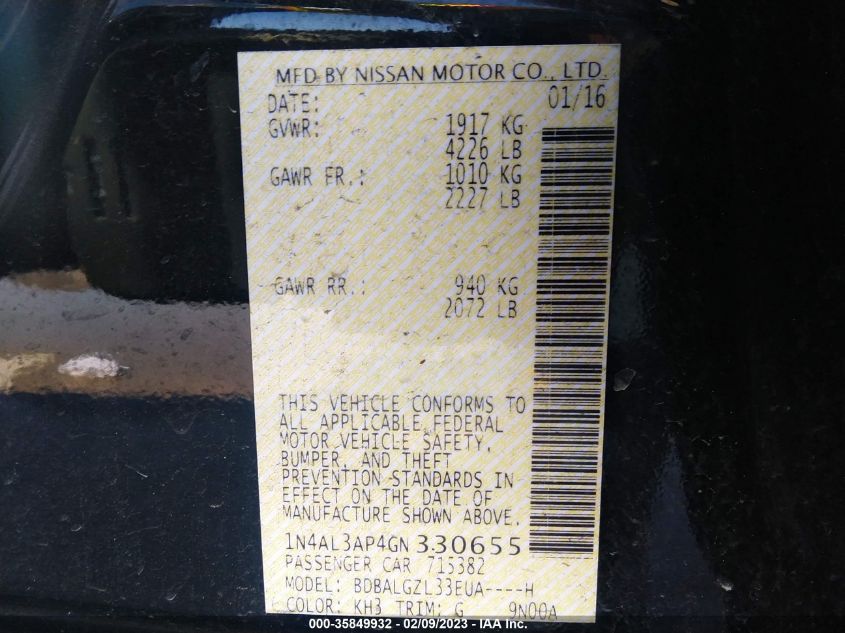 MFD BY NISSAN MOTOR CO., LTD.
DATE: 01/16
GVWR: 1917 KG
4226 LB
GAWR FR.: 1010 KG
2227 LB
GAWR RR.: 940 KG
2072 LB
THIS VEHICLE CONFORMS TO
ALL APPLICABLE FEDERAL
MOTOR VEHICLE SAFETY,
BUMPER, AND THEFT
PREVENTION STANDARDS IN
EFFECT ON THE DATE OF
MANUFACTURE SHOWN ABOVE.
1N4AL3AP4GN330655
PASSENGER CAR 715382
MODEL: BDBALGZL33EUA----H
COLOR: KH3 TRIM: G 9N00A
000-35849932 - 02/09/2023 - IAA Inc.